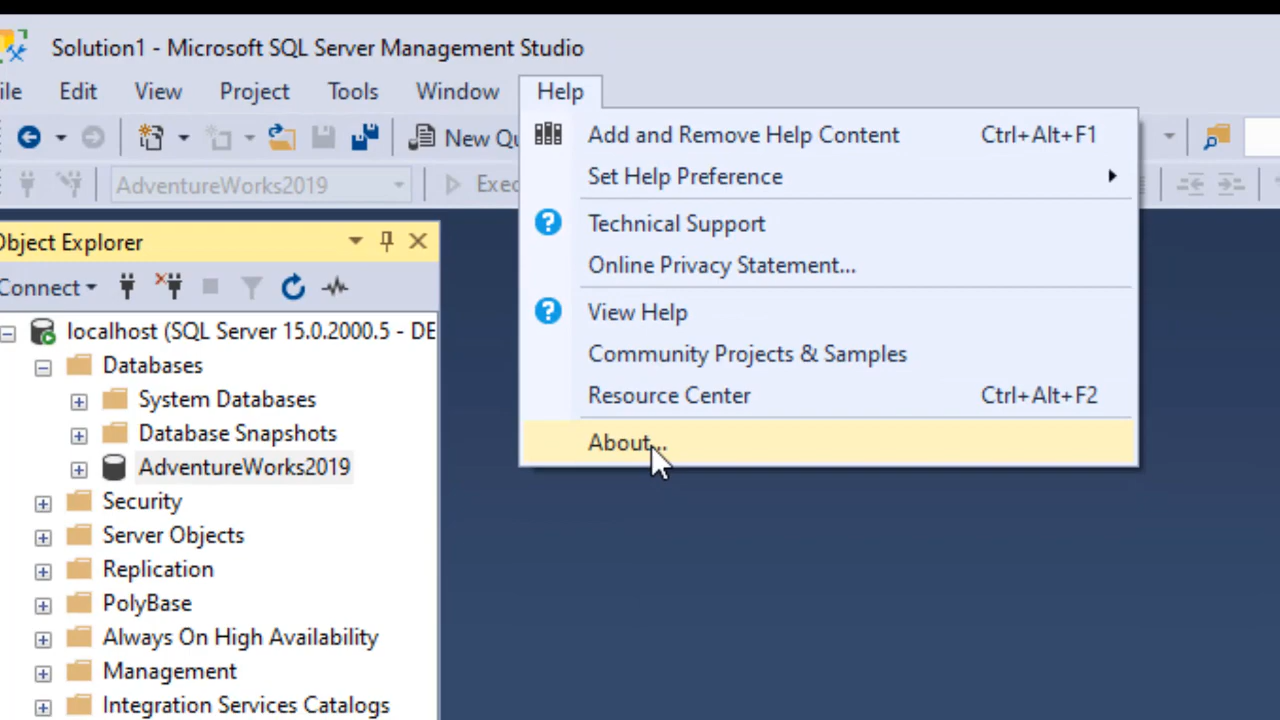 Solution1 - Microsoft SQL Server Management Studio
ile Edit View Project Tools Window Help
New Qu
AdventureWorks2019 Exec
Add and Remove Help Content Ctrl+Alt+F1
Set Help Preference
Technical Support
Online Privacy Statement...
View Help
Community Projects & Samples
Resource Center Ctrl+Alt+F2
About...
Object Explorer
Connect
localhost (SQL Server 15.0.2000.5 - DE
Databases
System Databases
Database Snapshots
AdventureWorks2019
Security
Server Objects
Replication
PolyBase
Always On High Availability
Management
Integration Services Catalogs